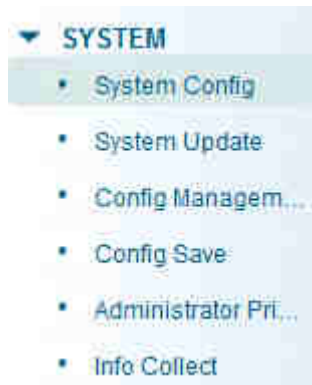 SYSTEM
System Config
System Update
Config Managem...
Config Save
Administrator Pri...
Info Collect